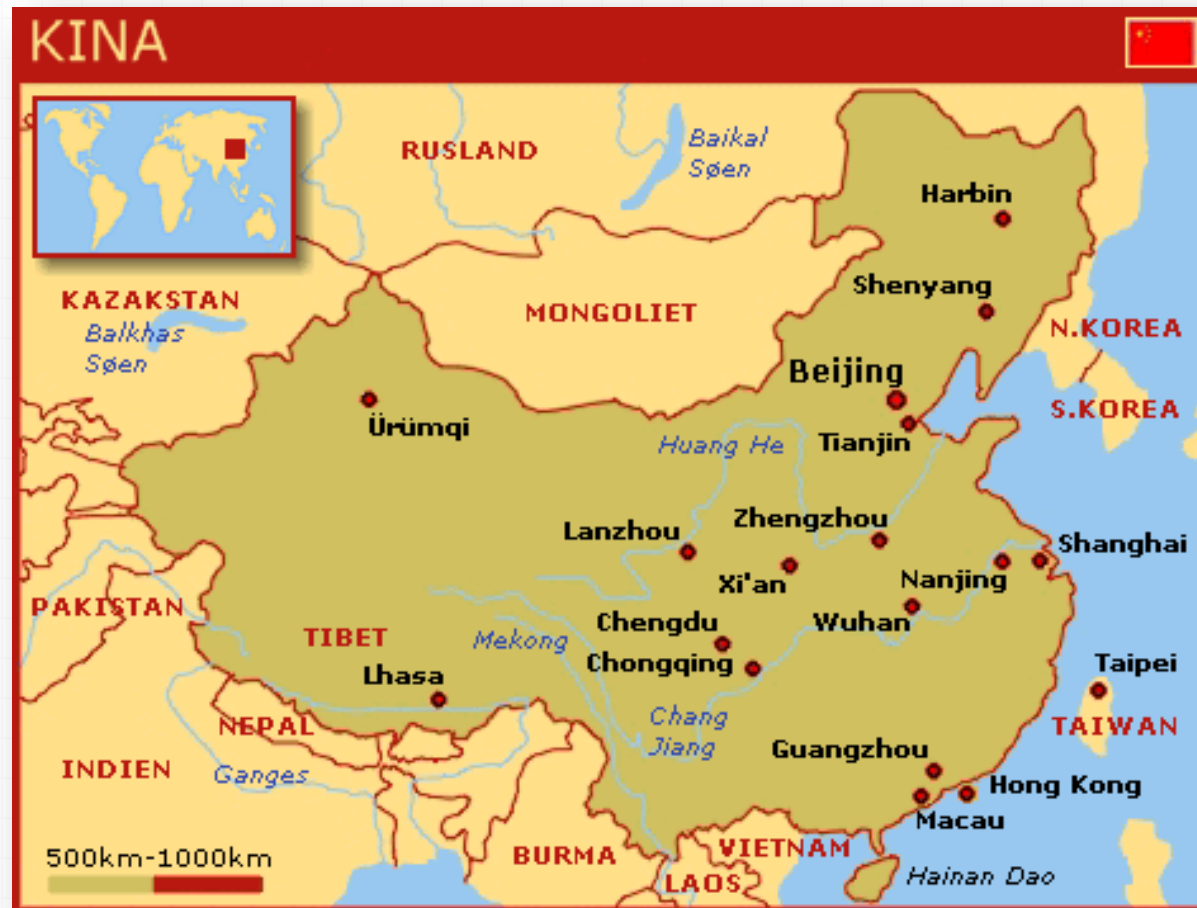 KINA
RUSLAND
Baikal
Søen
Harbin
KAZAKSTAN
Balkhas
Søen
MONGOLIET
Shenyang
N.KOREA
Beijing
S.KOREA
Ürümqi
Huang He
Tianjin
Lanzhou
Zhengzhou
Shanghai
Xi'an
Nanjing
PAKISTAN
TIBET
Mekong
Chengdu
Wuhan
Chongqing
Lhasa
Taipei
NEPAL
Chang
Jiang
TAIWAN
INDIEN
Ganges
Guangzhou
Hong Kong
Macau
500km-1000km
BURMA
VIETNAM
LAOS
Hainan Dao